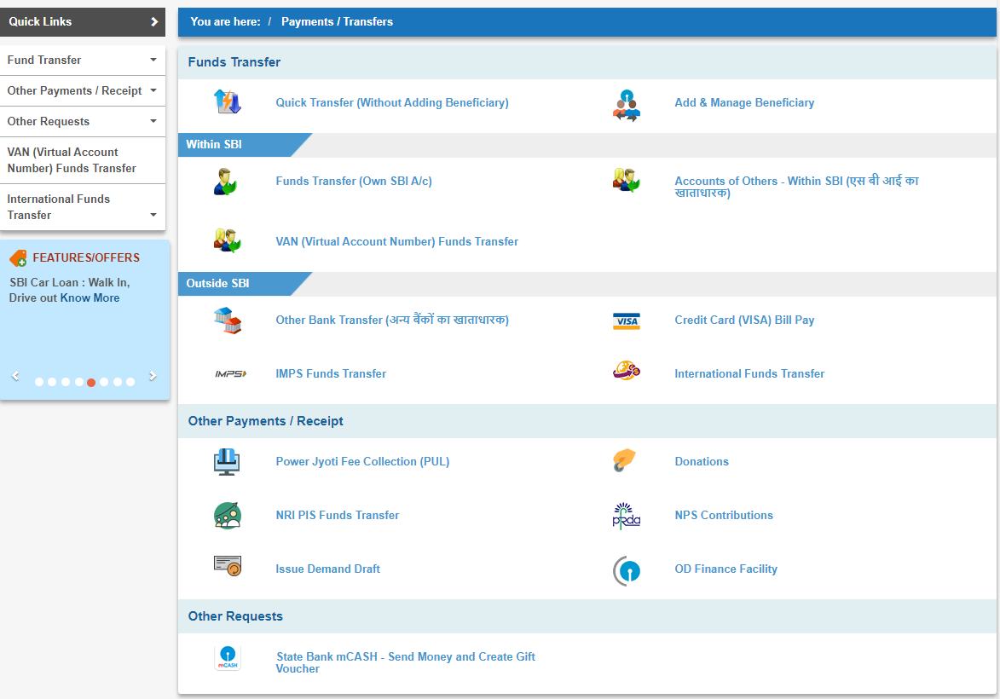 Quick Links
You are here: / Payments / Transfers
Fund Transfer
Other Payments / Receipt
Other Requests
VAN (Virtual Account
Number) Funds Transfer
International Funds
Transfer
FEATURES/OFFERS
SBI Car Loan : Walk In,
Drive out Know More
Funds Transfer
Quick Transfer (Without Adding Beneficiary)
Add & Manage Beneficiary
Within SBI
Funds Transfer (Own SBI A/c)
Accounts of Others - Within SBI (एस बी आई का
खाताधारक)
VAN (Virtual Account Number) Funds Transfer
Outside SBI
Other Bank Transfer (अन्य बैंकों का खाताधारक)
VISA
Credit Card (VISA) Bill Pay
IMPS
IMPS Funds Transfer
International Funds Transfer
Other Payments / Receipt
Power Jyoti Fee Collection (PUL)
Donations
NRI PIS Funds Transfer
pfrda
NPS Contributions
Issue Demand Draft
OD Finance Facility
Other Requests
mCASH
State Bank mCASH - Send Money and Create Gift
Voucher